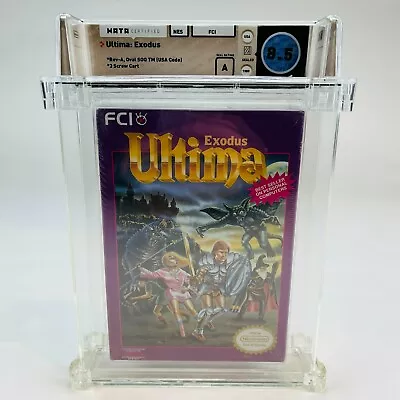 WATA CERTIFIED
NES
FCI
Ultima: Exodus
*Rev-A, Oval SOQ TM (USA Code)
*3 Screw Cart
A
8.5
FCI
Exodus
Ultima
BEST SELLER
ON PERSONAL
COMPUTERS